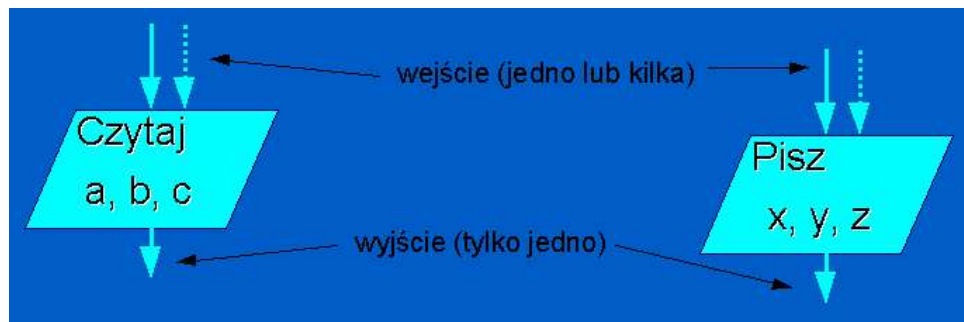 wejście (jedno lub kilka)
Czytaj
a, b, c
Pisz
x, y, z
wyjście (tylko jedno)